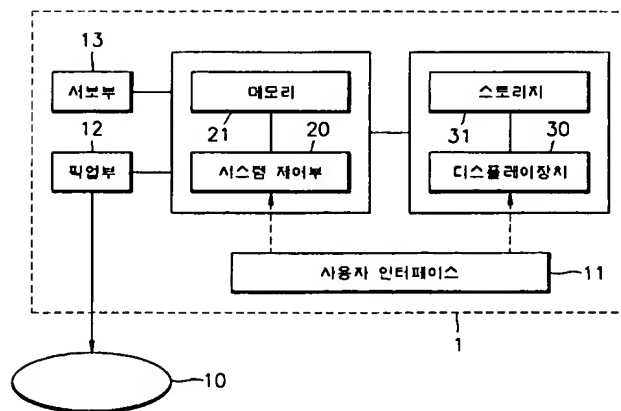 13
서보부
12
픽업부
메모리
21
20
시스템 제어부
스토리지
31
30
디스플레이장치
사용자 인터페이스
11
1
10